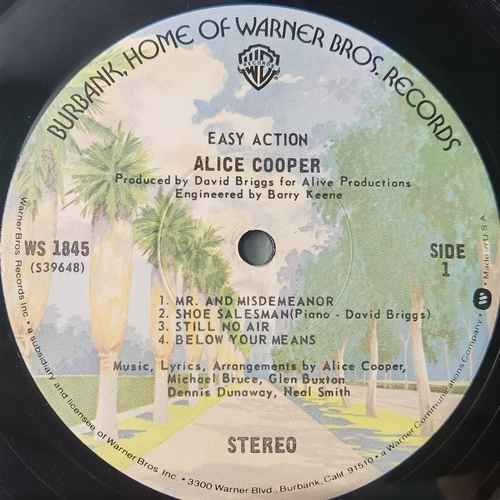 BURBANK, HOME OF WARNER BROS. RECORDS
RECORDS
WB
EASY ACTION
ALICE COOPER
Produced by David Briggs for Alive Productions
Engineered by Barry Keene
WS 1845
(S39648)
SIDE
1
1. MR. AND MISDEMEANOR
2. SHOE SALESMAN(Piano - David Briggs)
3. STILL NO AIR
4. BELOW YOUR MEANS
Music, Lyrics, Arrangements by Alice Cooper,
Michael Bruce, Glen Buxton,
Dennis Dunaway, Neal Smith
STEREO
Warner Bros. Records Inc. • a subsidiary and licensee of Warner Bros. Inc. • 3300 Warner Blvd., Burbank, Calif. 91510 • a Warner Communications Company • W • Made in U.S.A.